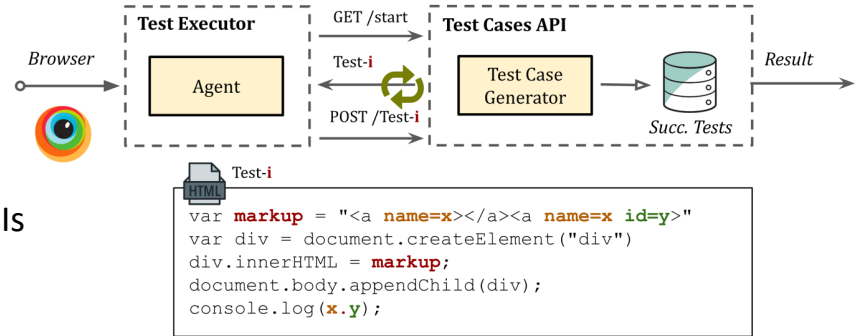 Test Executor
GET /start
Test Cases API
Browser
Test-i
Result
Agent
Test Case
Generator
POST /Test-i
Succ. Tests
Test-i
HTML
ls
var markup = "<a name=x></a><a name=x id=y>"
var div = document.createElement("div")
div.innerHTML = markup;
document.body.appendChild(div);
console.log(x.y);